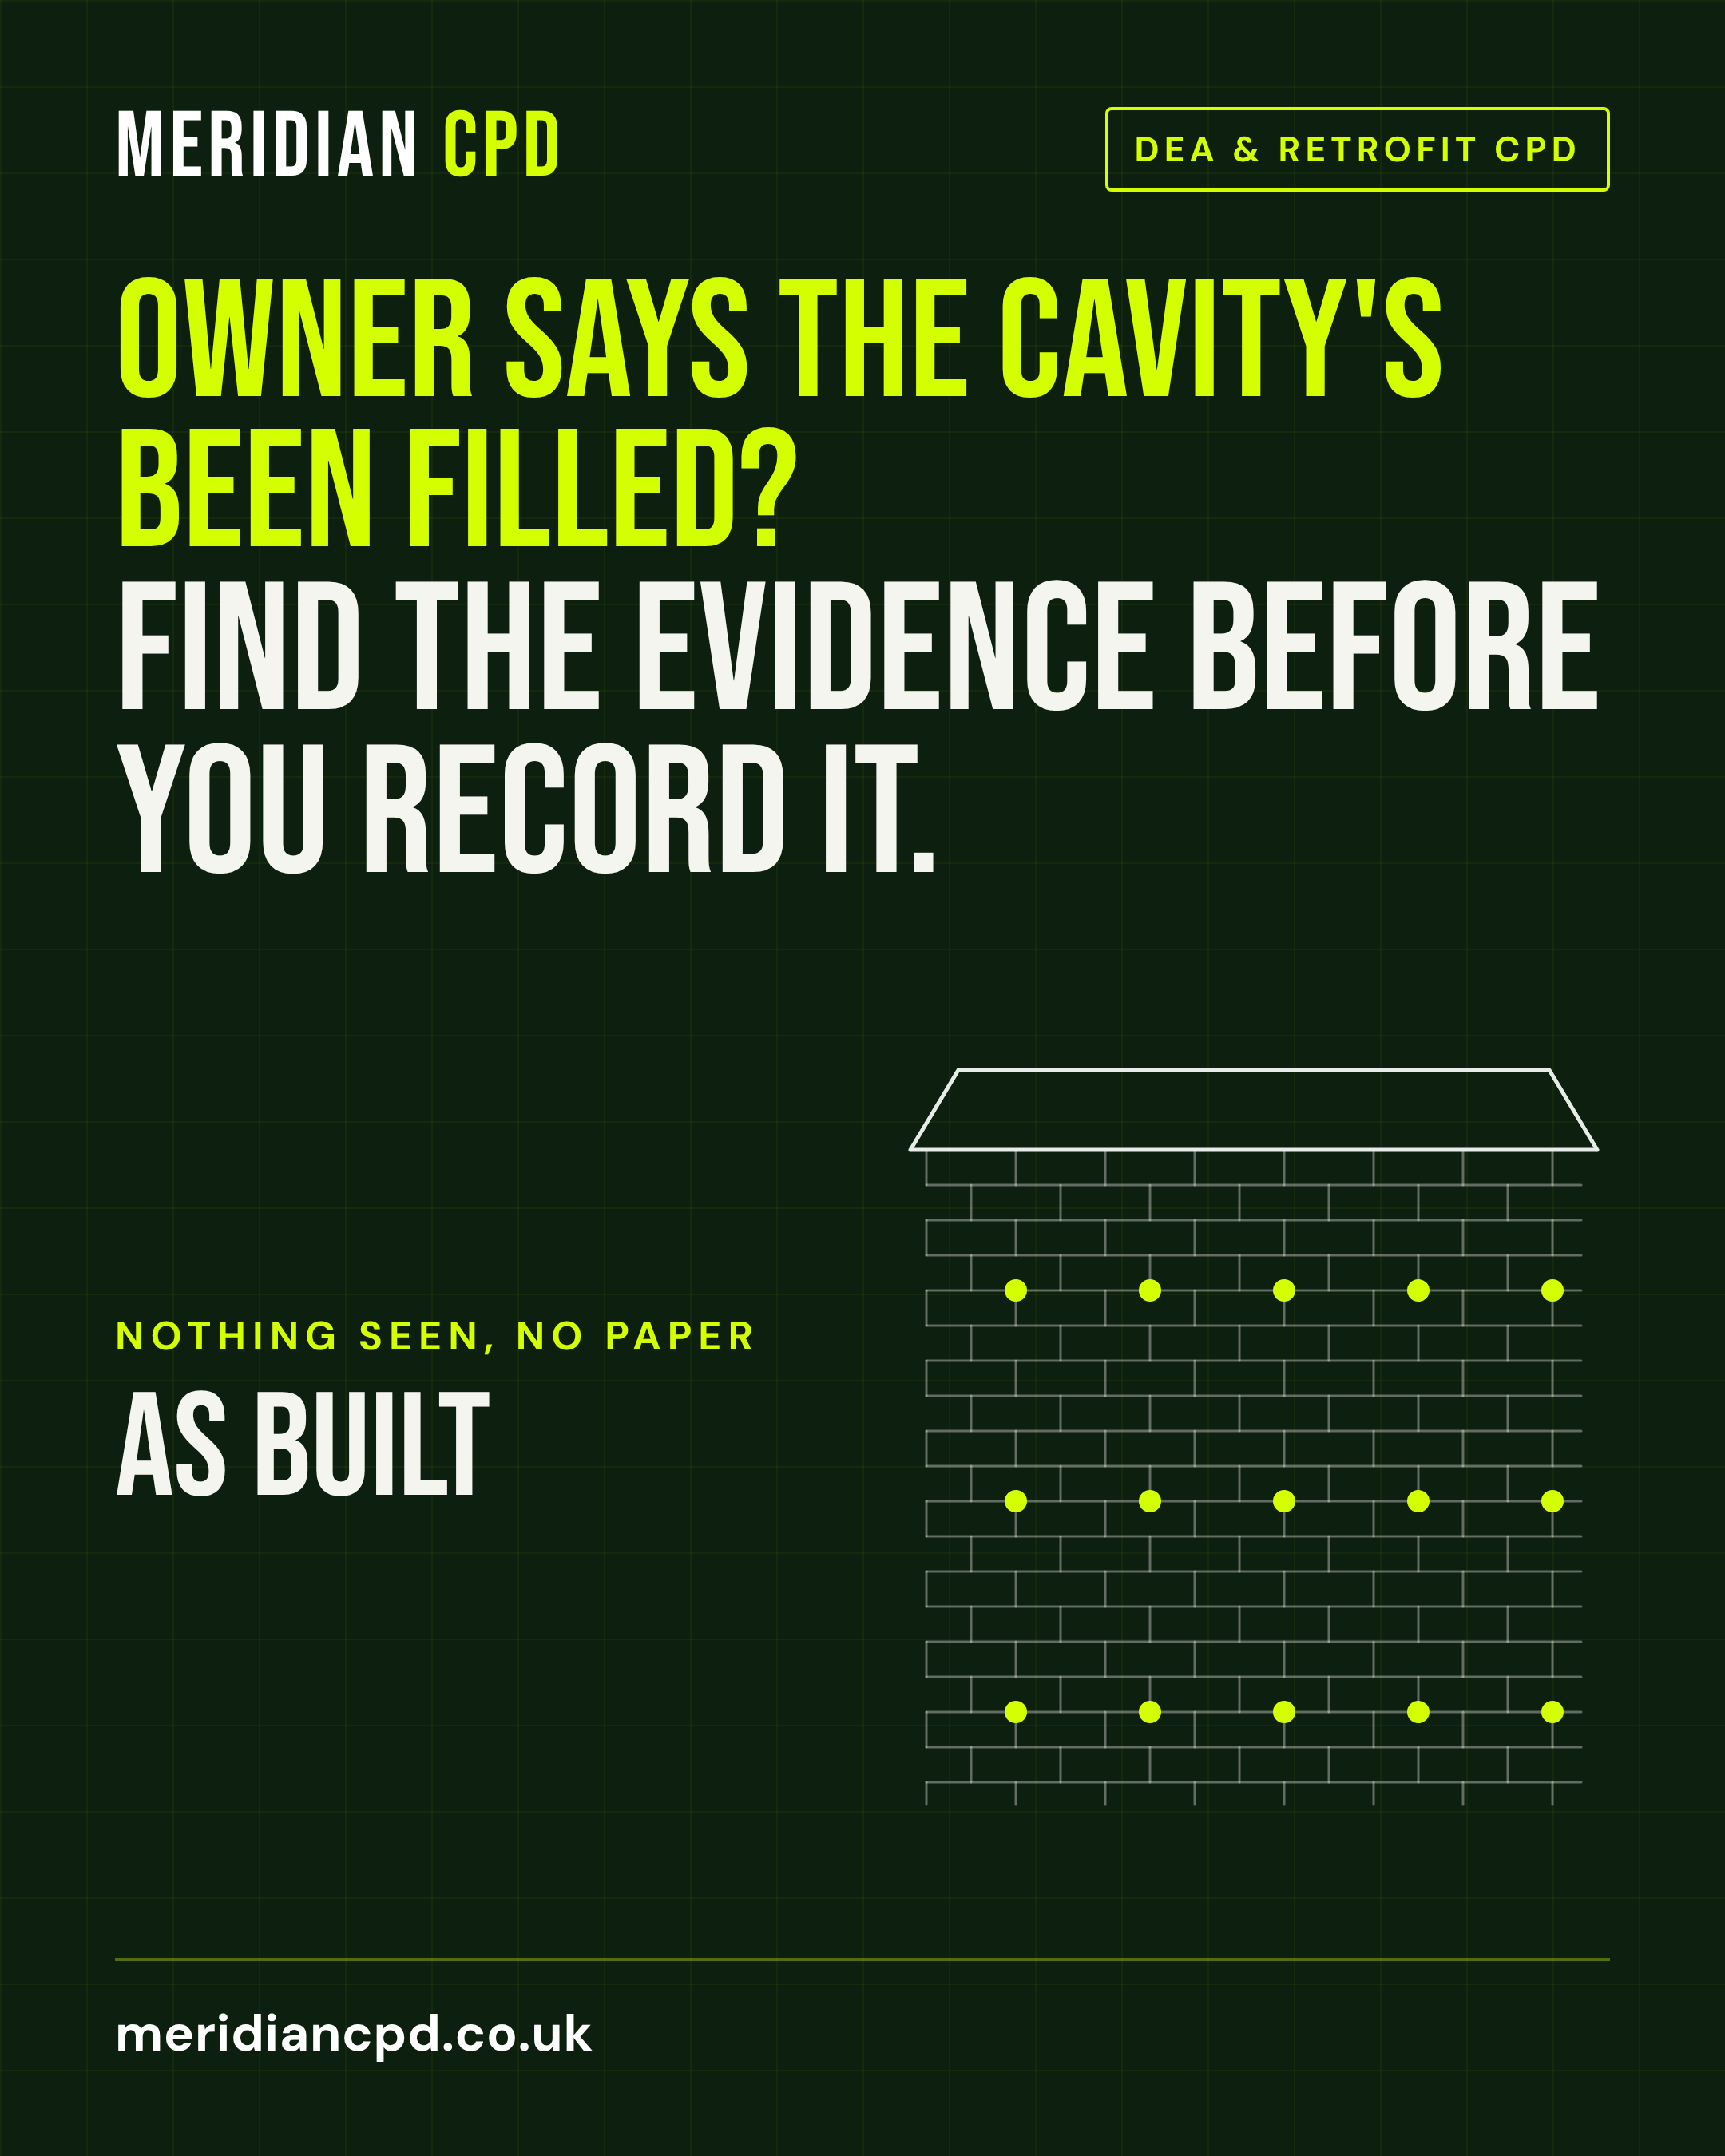 MERIDIAN CPD
DEA & RETROFIT CPD
OWNER SAYS THE CAVITY'S
BEEN FILLED?
FIND THE EVIDENCE BEFORE
YOU RECORD IT.
NOTHING SEEN, NO PAPER
AS BUILT
meridiancpd.co.uk